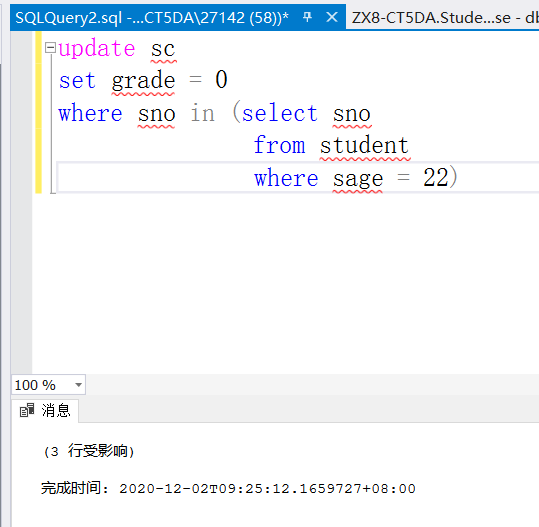 SQLQuery2.sql -...CT5DA\27142 (58))* ZX8-CT5DA.Stude...se - db
update sc
set grade = 0
where sno in (select sno
from student
where sage = 22)
100 %
消息
(3 行受影响)
完成时间: 2020-12-02T09:25:12.1659727+08:00